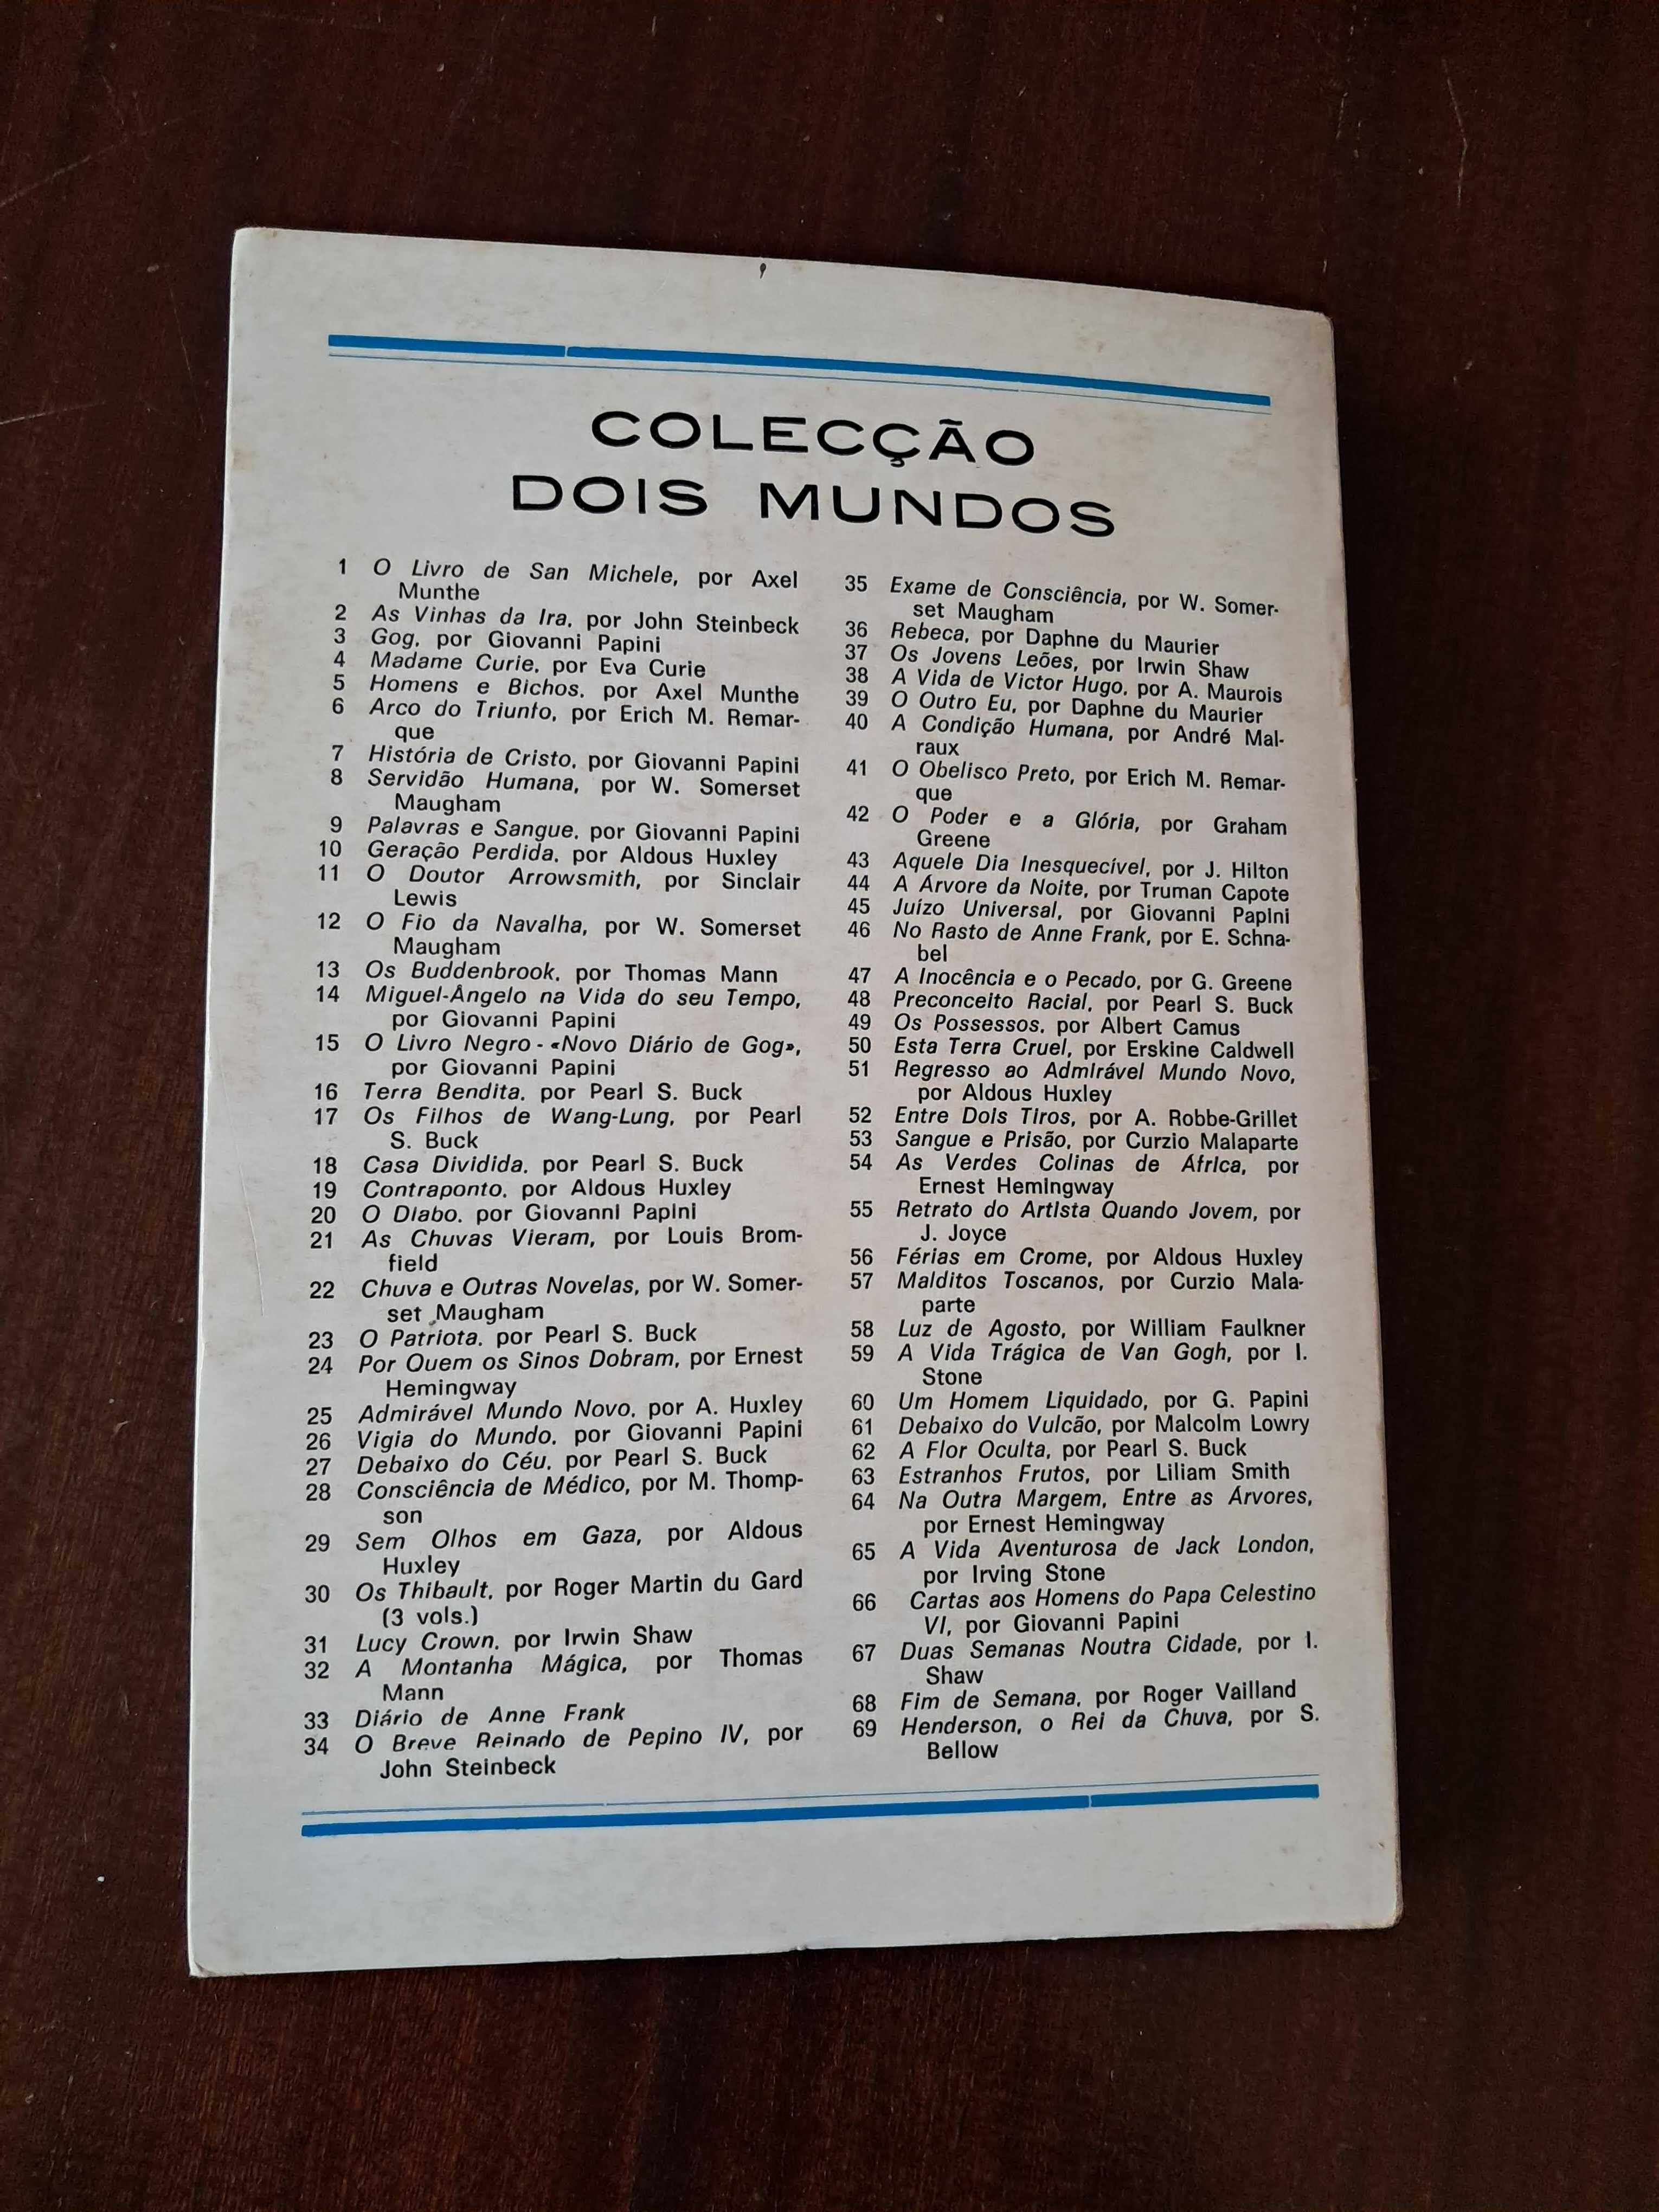 COLECÇÃO
DOIS MUNDOS
1 O Livro de San Michele, por Axel
Munthe
2 As Vinhas da Ira, por John Steinbeck
3 Gog, por Giovanni Papini
4 Madame Curie, por Eva Curie
5 Homens e Bichos, por Axel Munthe
6 Arco do Triunfo, por Erich M. Remar-
que
7 História de Cristo, por Giovanni Papini
8 Servidão Humana, por W. Somerset
Maugham
9 Palavras e Sangue, por Giovanni Papini
10 Geração Perdida, por Aldous Huxley
11 O Doutor Arrowsmith, por Sinclair
Lewis
12 O Fio da Navalha, por W. Somerset
Maugham
13 Os Buddenbrook, por Thomas Mann
14 Miguel-Ângelo na Vida do seu Tempo,
por Giovanni Papini
15 O Livro Negro - «Novo Diário de Gog»,
por Giovanni Papini
16 Terra Bendita, por Pearl S. Buck
17 Os Filhos de Wang-Lung, por Pearl
S. Buck
18 Casa Dividida, por Pearl S. Buck
19 Contraponto, por Aldous Huxley
20 O Diabo, por Giovanni Papini
21 As Chuvas Vieram, por Louis Brom-
field
22 Chuva e Outras Novelas, por W. Somer-
set Maugham
23 O Patriota, por Pearl S. Buck
24 Por Quem os Sinos Dobram, por Ernest
Hemingway
25 Admirável Mundo Novo, por A. Huxley
26 Vigia do Mundo, por Giovanni Papini
27 Debaixo do Céu, por Pearl S. Buck
28 Consciência de Médico, por M. Thomp-
son
29 Sem Olhos em Gaza, por Aldous
Huxley
30 Os Thibault, por Roger Martin du Gard
(3 vols.)
31 Lucy Crown, por Irwin Shaw
32 A Montanha Mágica, por Thomas
Mann
33 Diário de Anne Frank
34 O Breve Reinado de Pepino IV, por
John Steinbeck
35 Exame de Consciência, por W. Somer-
set Maugham
36 Rebeca, por Daphne du Maurier
37 Os Jovens Leões, por Irwin Shaw
38 A Vida de Victor Hugo, por A. Maurois
39 O Outro Eu, por Daphne du Maurier
40 A Condição Humana, por André Mal-
raux
41 O Obelisco Preto, por Erich M. Remar-
que
42 O Poder e a Glória, por Graham
Greene
43 Aquele Dia Inesquecível, por J. Hilton
44 A Árvore da Noite, por Truman Capote
45 Juízo Universal, por Giovanni Papini
46 No Rasto de Anne Frank, por E. Schna-
bel
47 A Inocência e o Pecado, por G. Greene
48 Preconceito Racial, por Pearl S. Buck
49 Os Possessos, por Albert Camus
50 Esta Terra Cruel, por Erskine Caldwell
51 Regresso ao Admirável Mundo Novo,
por Aldous Huxley
52 Entre Dois Tiros, por A. Robbe-Grillet
53 Sangue e Prisão, por Curzio Malaparte
54 As Verdes Colinas de África, por
Ernest Hemingway
55 Retrato do Artista Quando Jovem, por
J. Joyce
56 Férias em Crome, por Aldous Huxley
57 Malditos Toscanos, por Curzio Mala-
parte
58 Luz de Agosto, por William Faulkner
59 A Vida Trágica de Van Gogh, por I.
Stone
60 Um Homem Liquidado, por G. Papini
61 Debaixo do Vulcão, por Malcolm Lowry
62 A Flor Oculta, por Pearl S. Buck
63 Estranhos Frutos, por Liliam Smith
64 Na Outra Margem, Entre as Árvores,
por Ernest Hemingway
65 A Vida Aventurosa de Jack London,
por Irving Stone
66 Cartas aos Homens do Papa Celestino
VI, por Giovanni Papini
67 Duas Semanas Noutra Cidade, por I.
Shaw
68 Fim de Semana, por Roger Vailland
69 Henderson, o Rei da Chuva, por S.
Bellow